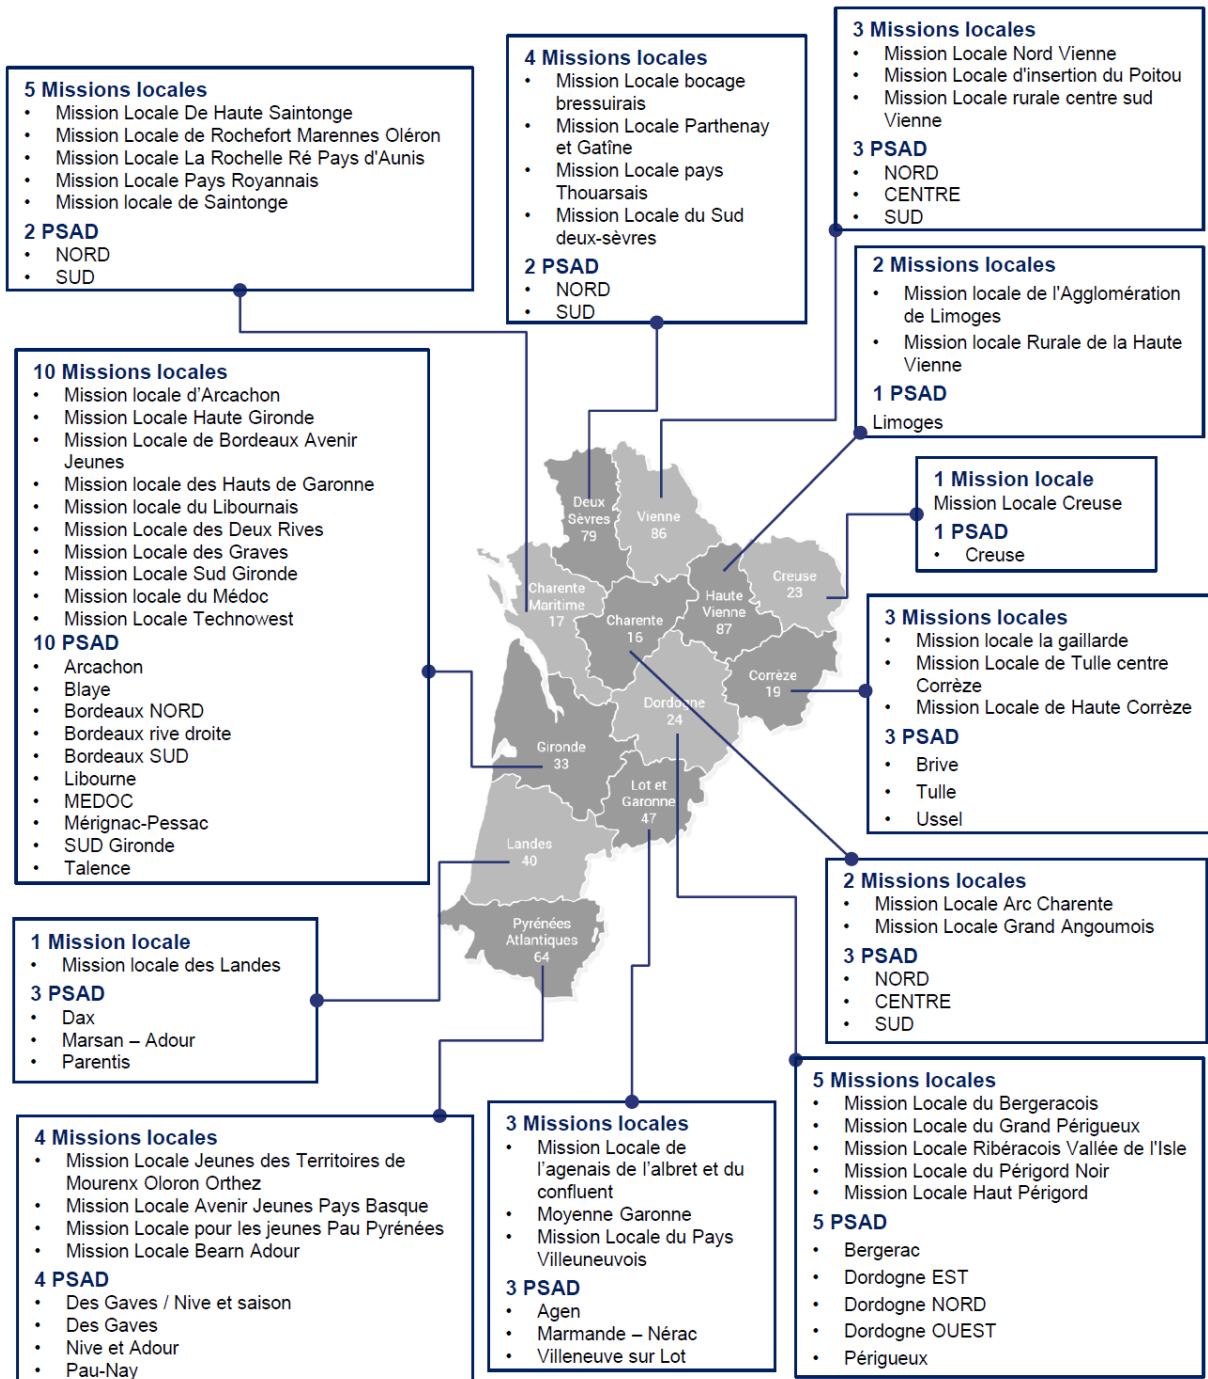 5 Missions locales
• Mission Locale De Haute Saintonge
• Mission Locale de Rochefort Marennes Oléron
• Mission Locale La Rochelle Ré Pays d'Aunis
• Mission Locale Pays Royannais
• Mission locale de Saintonge
2 PSAD
• NORD
• SUD
4 Missions locales
• Mission Locale bocage
bressuirais
• Mission Locale Parthenay
et Gatîne
• Mission Locale pays
Thouarsais
• Mission Locale du Sud
deux-sèvres
2 PSAD
• NORD
• SUD
3 Missions locales
• Mission Locale Nord Vienne
• Mission Locale d'insertion du Poitou
• Mission Locale rurale centre sud
Vienne
3 PSAD
• NORD
• CENTRE
• SUD
2 Missions locales
• Mission locale de l'Agglomération
de Limoges
• Mission locale Rurale de la Haute
Vienne
1 PSAD
Limoges
10 Missions locales
• Mission locale d'Arcachon
• Mission Locale Haute Gironde
• Mission Locale de Bordeaux Avenir
Jeunes
• Mission locale des Hauts de Garonne
• Mission locale du Libournais
• Mission Locale des Deux Rives
• Mission Locale des Graves
• Mission Locale Sud Gironde
• Mission locale du Médoc
• Mission Locale Technowest
10 PSAD
• Arcachon
• Blaye
• Bordeaux NORD
• Bordeaux rive droite
• Bordeaux SUD
• Libourne
• MEDOC
• Mérignac-Pessac
• SUD Gironde
• Talence
1 Mission locale
Mission Locale Creuse
1 PSAD
• Creuse
Deux
Sèvres
79
Vienne
86
Creuse
23
Charente
Maritime
17
Haute
Vienne
87
Charente
16
Corrèze
19
Dordogne
24
Gironde
33
Lot et
Garonne
47
Landes
40
Pyrénées
Atlantiques
64
3 Missions locales
• Mission locale la gaillarde
• Mission Locale de Tulle centre
Corrèze
• Mission Locale de Haute Corrèze
3 PSAD
• Brive
• Tulle
• Ussel
2 Missions locales
• Mission Locale Arc Charente
• Mission Locale Grand Angoumois
3 PSAD
• NORD
• CENTRE
• SUD
1 Mission locale
• Mission locale des Landes
3 PSAD
• Dax
• Marsan – Adour
• Parentis
4 Missions locales
• Mission Locale Jeunes des Territoires de
Mourenx Oloron Orthez
• Mission Locale Avenir Jeunes Pays Basque
• Mission Locale pour les jeunes Pau Pyrénées
• Mission Locale Bearn Adour
4 PSAD
• Des Gaves / Nive et saison
• Des Gaves
• Nive et Adour
• Pau-Nay
3 Missions locales
• Mission Locale de
l'agenais de l'albret et du
confluent
• Moyenne Garonne
• Mission Locale du Pays
Villeuneuvois
3 PSAD
• Agen
• Marmande – Nérac
• Villeneuve sur Lot
5 Missions locales
• Mission Locale du Bergeracois
• Mission Locale du Grand Périgueux
• Mission Locale Ribéracois Vallée de l'Isle
• Mission Locale du Périgord Noir
• Mission Locale Haut Périgord
5 PSAD
• Bergerac
• Dordogne EST
• Dordogne NORD
• Dordogne OUEST
• Périgueux